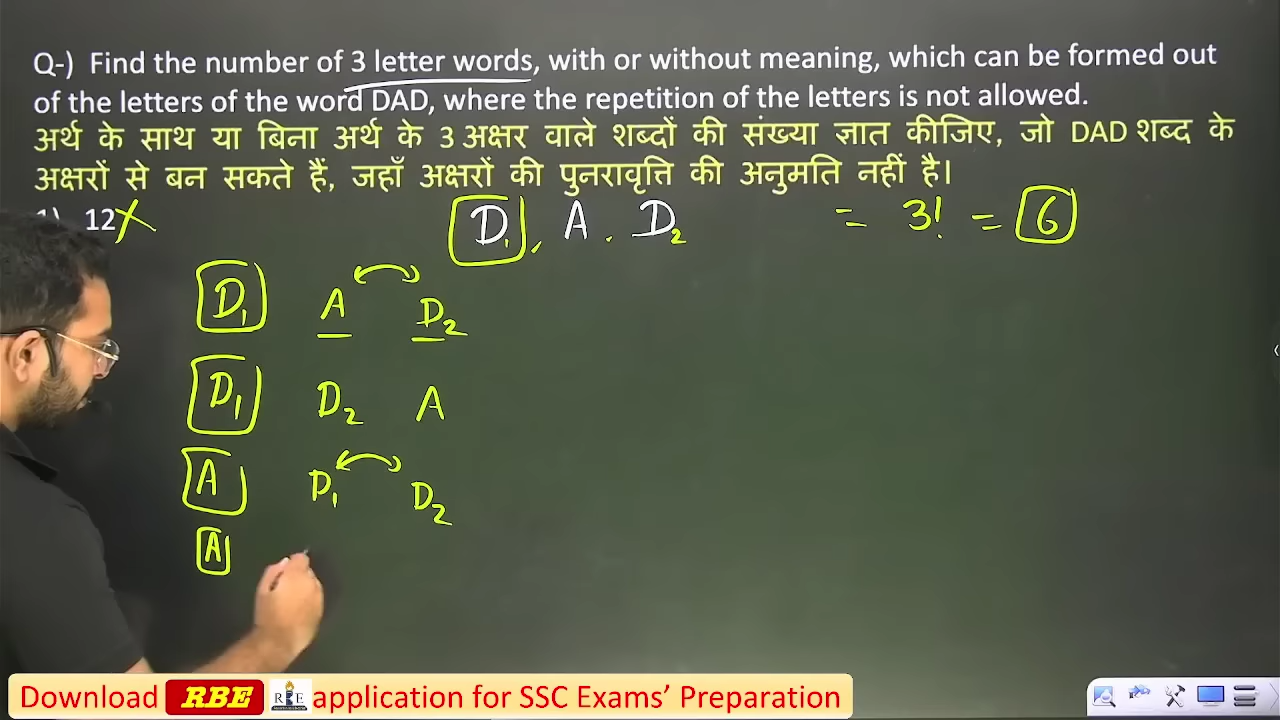 Q-) Find the number of 3 letter words, with or without meaning, which can be formed out
of the letters of the word DAD, where the repetition of the letters is not allowed.
अर्थ के साथ या बिना अर्थ के 3 अक्षर वाले शब्दों की संख्या ज्ञात कीजिए, जो DAD शब्द के
अक्षरों से बन सकते हैं, जहाँ अक्षरों की पुनरावृत्ति की अनुमति नहीं है।
1) 12 X D₁, A. D₂ = 3! = 6
D₁ A D₂
D₁ D₂ A
A D₁ D₂
A
Download RBE RBE application for SSC Exams’ Preparation